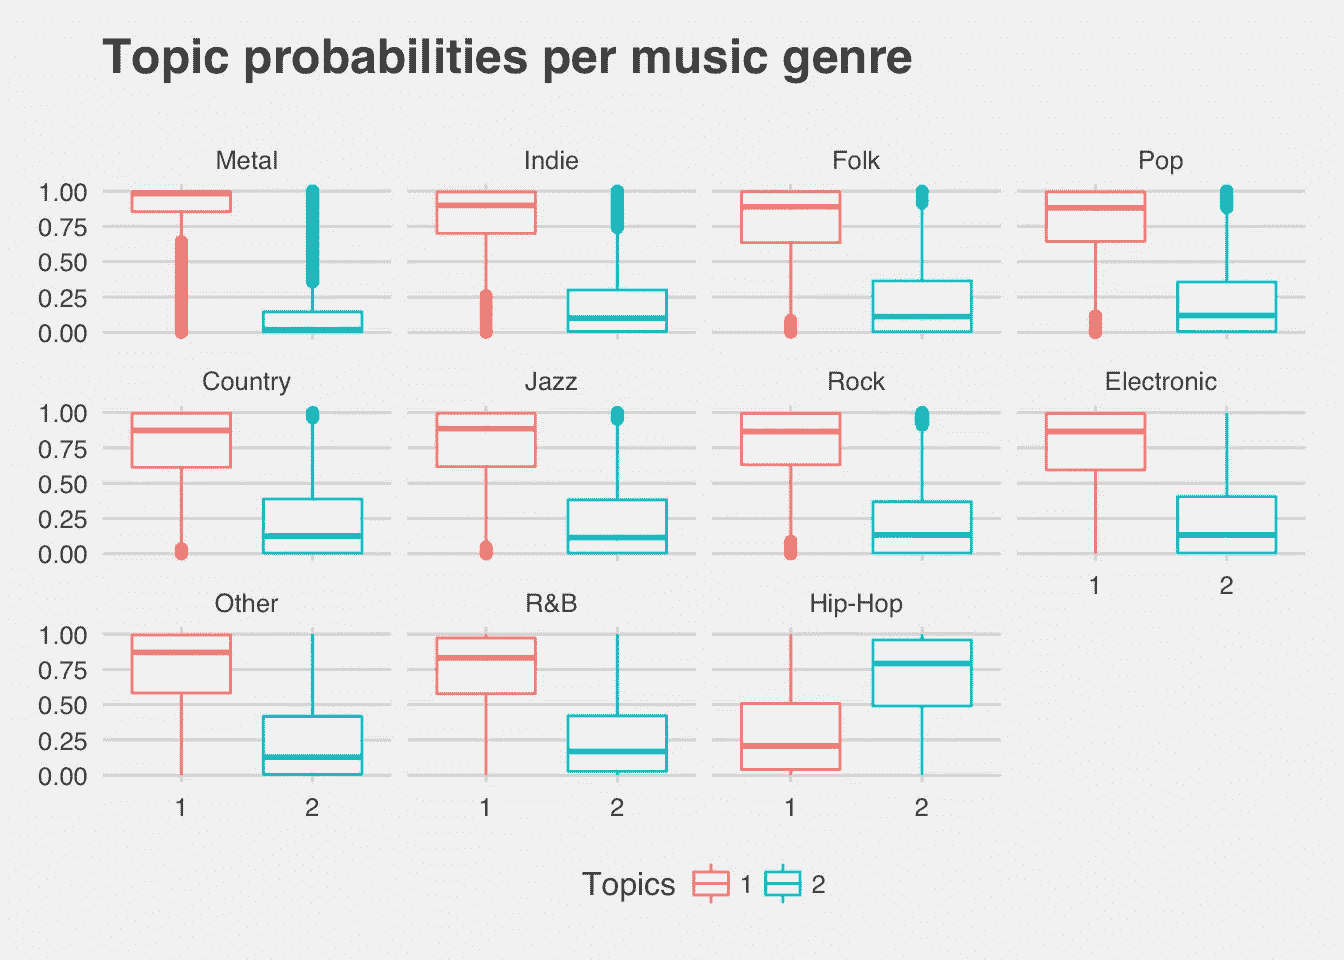 Topic probabilities per music genre
Metal Indie Folk Pop
1.00
0.75
0.50
0.25
0.00
Country Jazz Rock Electronic
1.00
0.75
0.50
0.25
0.00
1 2
Other R&B Hip-Hop
1.00
0.75
0.50
0.25
0.00
1 2 1 2 1 2
Topics 1 2